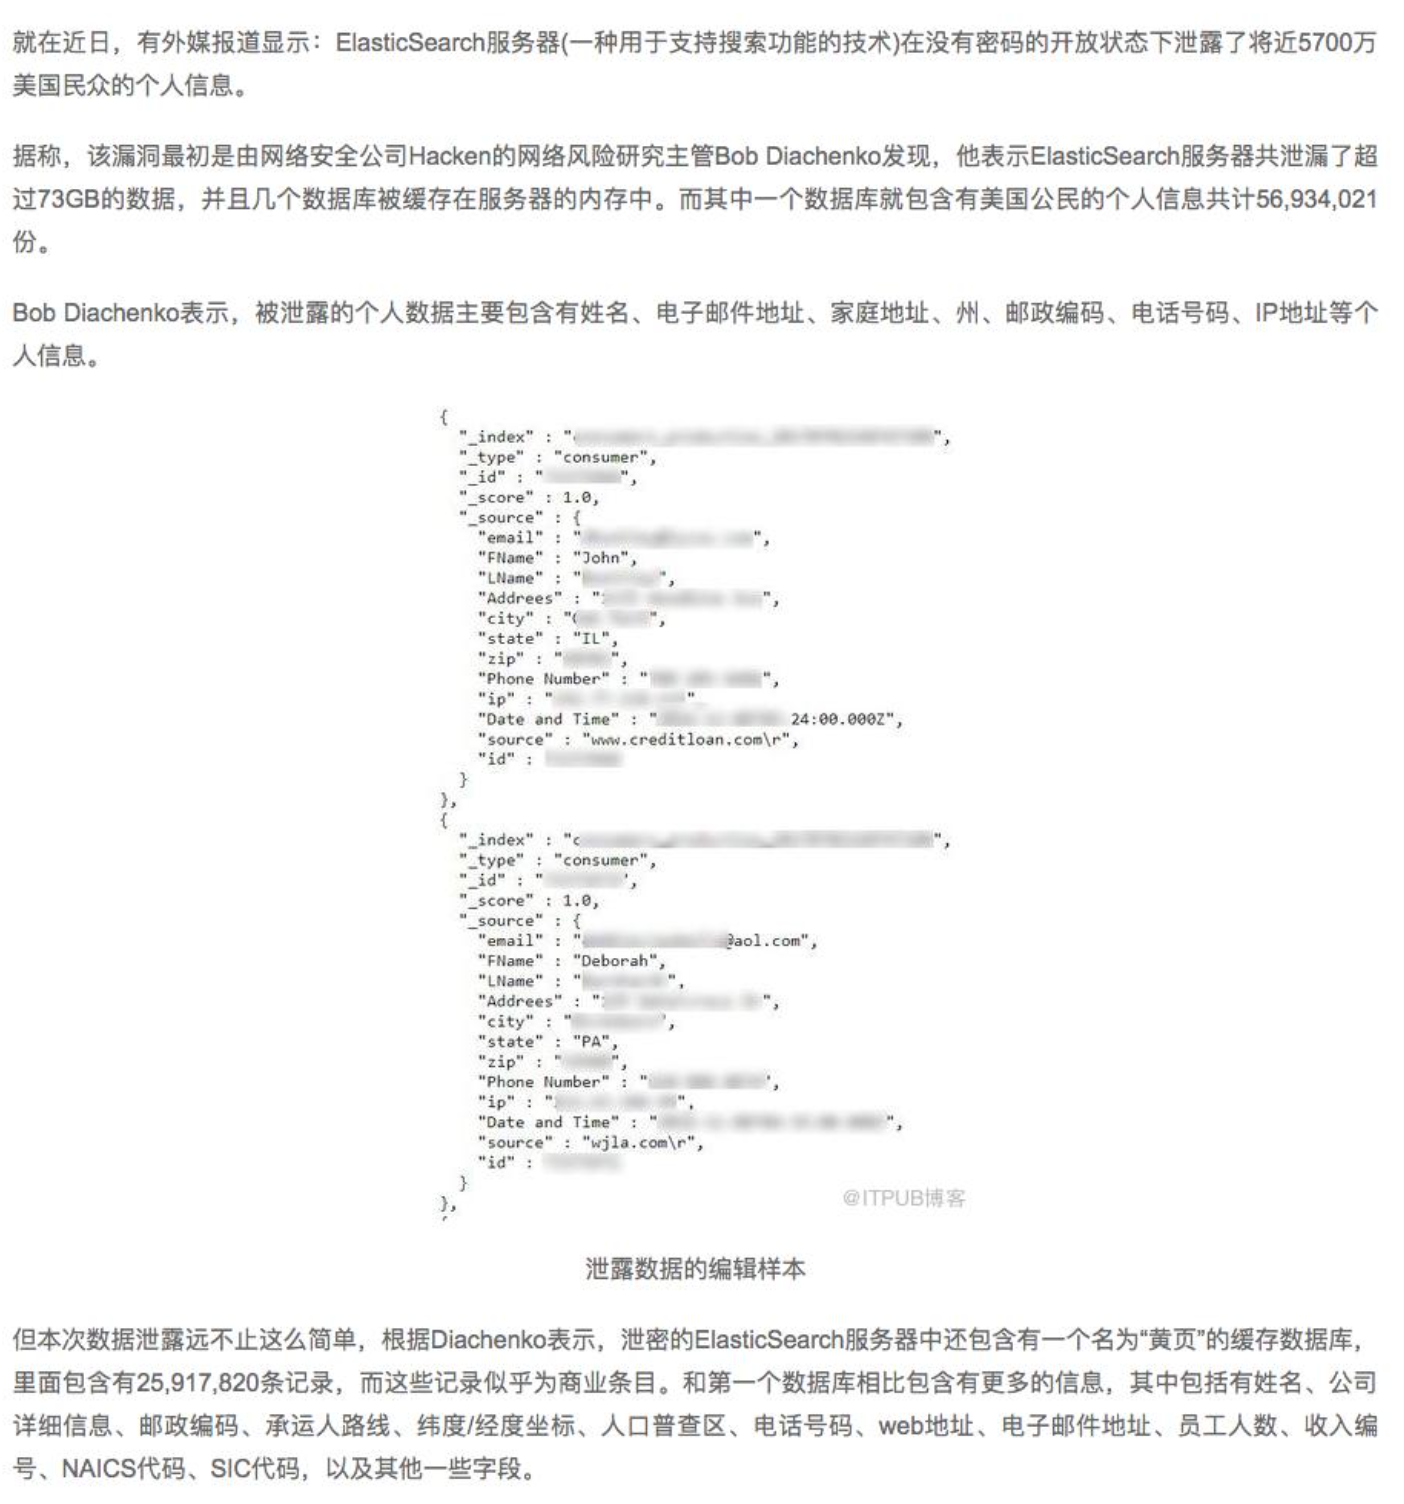 就在近日，有外媒报道显示：ElasticSearch服务器(一种用于支持搜索功能的技术)在没有密码的开放状态下泄露了将近5700万
美国民众的个人信息。
据称，该漏洞最初是由网络安全公司Hacken的网络风险研究主管Bob Diachenko发现，他表示ElasticSearch服务器共泄漏了超
过73GB的数据，并且几个数据库被缓存在服务器的内存中。而其中一个数据库就包含有美国公民的个人信息共计56,934,021
份。
Bob Diachenko表示，被泄露的个人数据主要包含有姓名、电子邮件地址、家庭地址、州、邮政编码、电话号码、IP地址等个
人信息。
{
"_index" : "",
"_type" : "consumer",
"_id" : "",
"_score" : 1.0,
"_source" : {
"email" : "",
"FName" : "John",
"LName" : "",
"Addrees" : "",
"city" : "",
"state" : "IL",
"zip" : "",
"Phone Number" : "",
"ip" : "",
"Date and Time" : "24:00.000Z",
"source" : "www.creditloan.com\r",
"id" :
}
},
{
"_index" : "c",
"_type" : "consumer",
"_id" : "",
"_score" : 1.0,
"_source" : {
"email" : "@aol.com",
"FName" : "Deborah",
"LName" : "",
"Addrees" : "",
"city" : "",
"state" : "PA",
"zip" : "",
"Phone Number" : "",
"ip" : "",
"Date and Time" : "",
"source" : "wjla.com\r",
"id" :
}
},
@ITPUB博客
泄露数据的编辑样本
但本次数据泄露远不止这么简单，根据Diachenko表示，泄密的ElasticSearch服务器中还包含有一个名为“黄页”的缓存数据库，
里面包含有25,917,820条记录，而这些记录似乎为商业条目。和第一个数据库相比包含有更多的信息，其中包括有姓名、公司
详细信息、邮政编码、承运人路线、纬度/经度坐标、人口普查区、电话号码、web地址、电子邮件地址、员工人数、收入编
号、NAICS代码、SIC代码，以及其他一些字段。